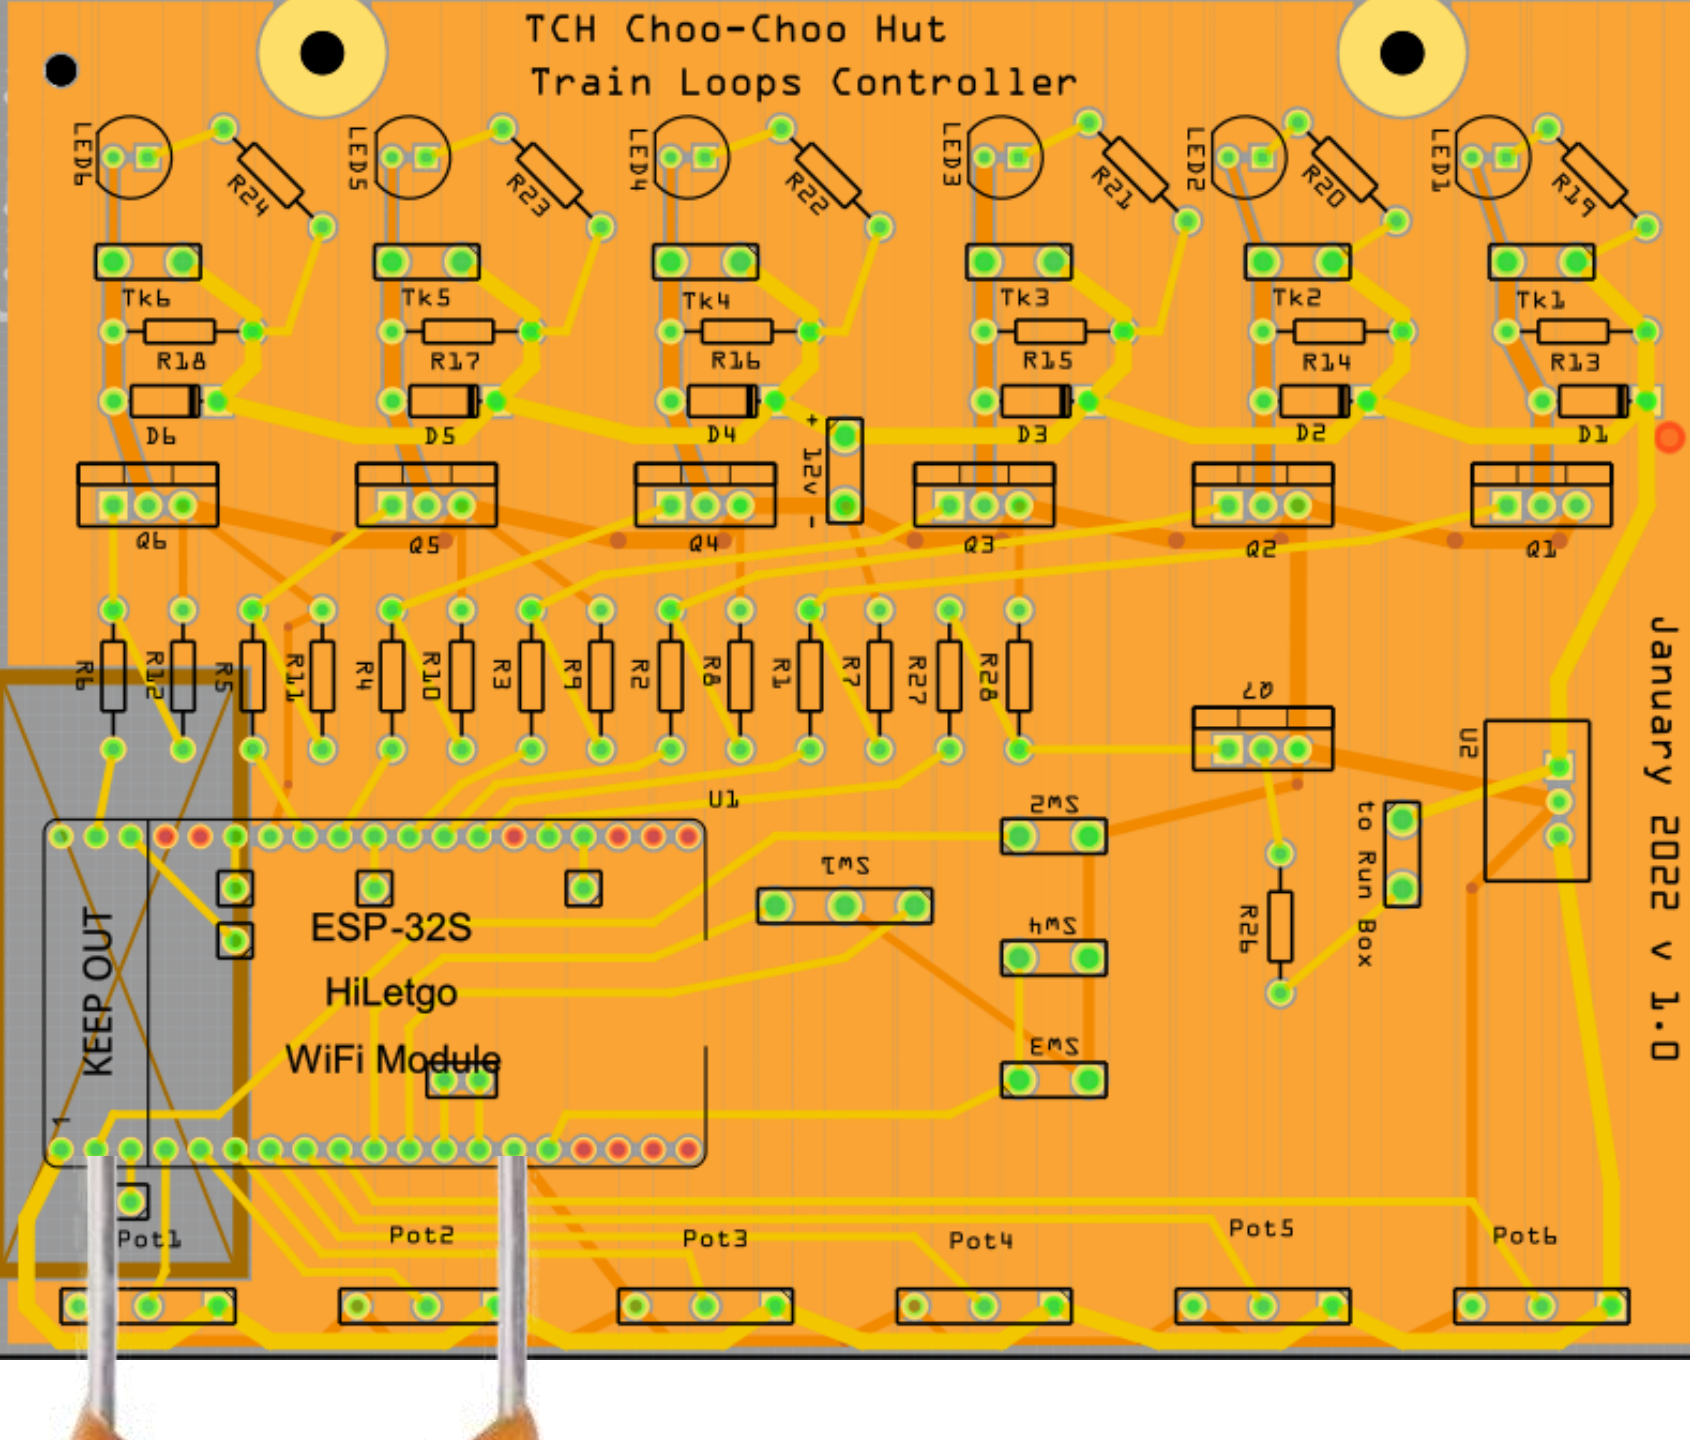 TCH Choo-Choo Hut
Train Loops Controller
LED6
R24
LED5
R23
LED4
R22
LED3
R21
LED2
R20
LED1
R19
Tk6
Tk5
Tk4
Tk3
Tk2
Tk1
R18
R17
R16
R15
R14
R13
D6
D5
D4
+ 12v -
D3
D2
D1
Q6
Q5
Q4
Q3
Q2
Q1
R6
R12
R5
R11
R4
R10
R3
R9
R2
R8
R1
R7
R27
R28
Q7
U2
January 2022 v 1.0
U1
Sw2
to Run Box
Sw1
Sw4
R26
Sw3
KEEP OUT
ESP-32S
HiLetgo
WiFi Module
1
Pot1
Pot2
Pot3
Pot4
Pot5
Pot6